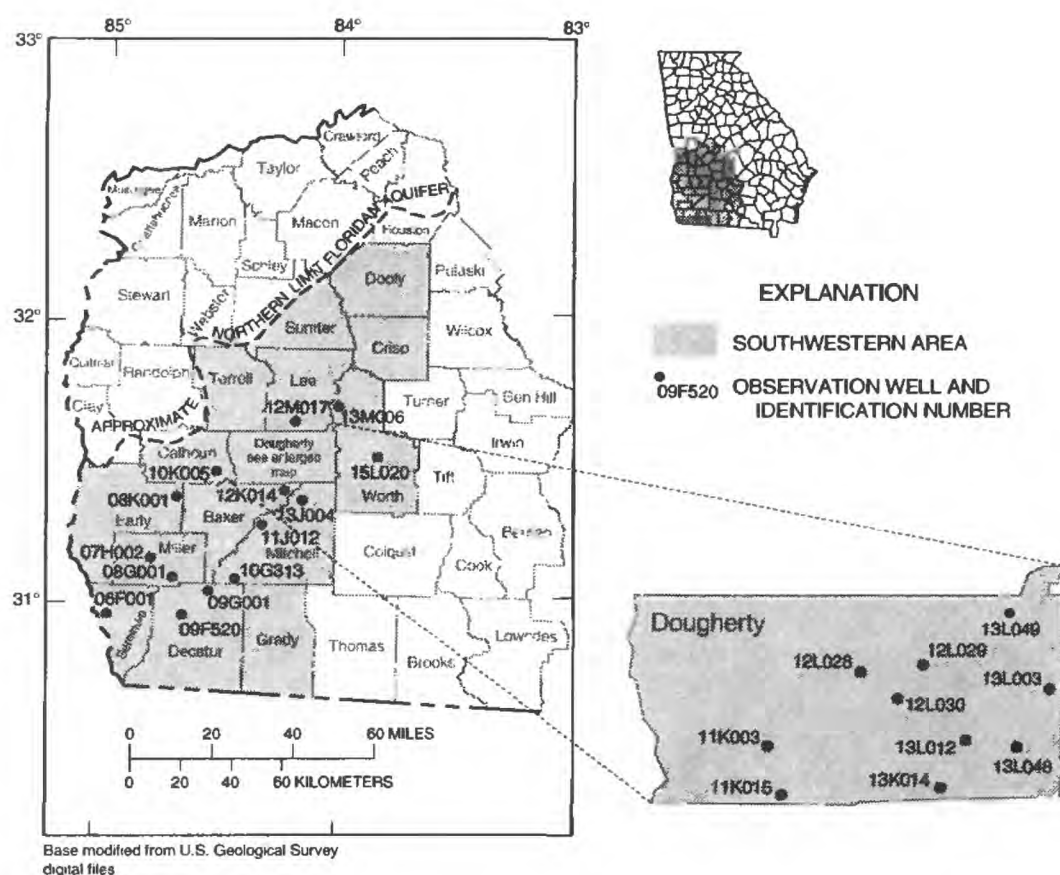 85°
84°
83°
33°
Crawford
Peach
Taylor
Marion
Macon
Houston
Schley
NORTHERN LIMIT FLORIDAN AQUIFER
Dooly
Pulaski
Stewart
Webster
32°
Sumter
Wilcox
Crisp
Randolph
Terrell
Lee
Clay
APPROXIMATE
12M017
13M006
Turner
Ben Hill
Irwin
Calhoun
Dougherty
see enlarged
map
10K005
15L020
Worth
Tift
08K001
12K014
Early
Baker
13J004
11J012
Mitchell
Colquitt
07H002
Miller
08G001
10G313
Cook
31°
06F001
09G001
09F520
Decatur
Grady
Thomas
Brooks
Lowndes
0 20 40 60 MILES
0 20 40 60 KILOMETERS
Base modified from U.S. Geological Survey
digital files
EXPLANATION
SOUTHWESTERN AREA
09F520 OBSERVATION WELL AND
IDENTIFICATION NUMBER
Dougherty
13L049
12L028
12L029
13L003
12L030
11K003
13L012
13L048
11K015
13K014